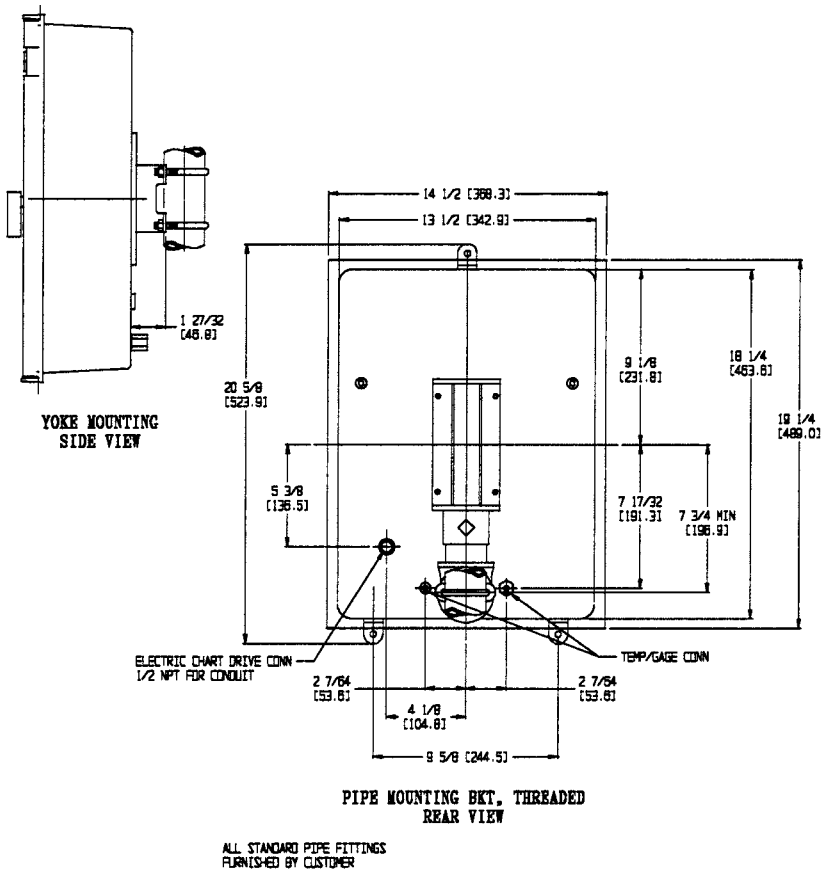 14 1/2 [368.3]
13 1/2 [342.9]
1 27/32
[46.8]
YOKE MOUNTING
SIDE VIEW
20 5/8
[523.9]
9 1/8
[231.8]
18 1/4
[463.6]
19 1/4
[489.0]
5 3/8
[136.5]
7 17/32
[191.3]
7 3/4 MIN
[196.9]
ELECTRIC CHART DRIVE CONN
1/2 NPT FOR CONDUIT
TEMP/GAGE CONN
2 7/64
[53.6]
2 7/64
[53.6]
4 1/8
[104.8]
9 5/8 [244.5]
PIPE MOUNTING BKT, THREADED
REAR VIEW
ALL STANDARD PIPE FITTINGS
FURNISHED BY CUSTOMER